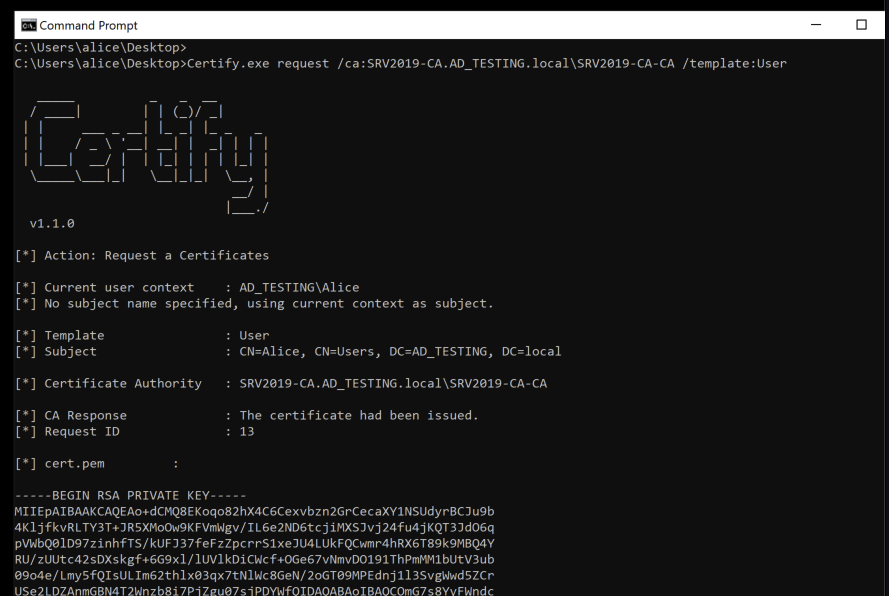 Command Prompt
C:\Users\alice\Desktop>
C:\Users\alice\Desktop>Certify.exe request /ca:SRV2019-CA.AD_TESTING.local\SRV2019-CA-CA /template:User
Certify
v1.1.0
[*] Action: Request a Certificates
[*] Current user context    : AD_TESTING\Alice
[*] No subject name specified, using current context as subject.
[*] Template                : User
[*] Subject                 : CN=Alice, CN=Users, DC=AD_TESTING, DC=local
[*] Certificate Authority   : SRV2019-CA.AD_TESTING.local\SRV2019-CA-CA
[*] CA Response             : The certificate had been issued.
[*] Request ID              : 13
[*] cert.pem         :
-----BEGIN RSA PRIVATE KEY-----
MIIEpAIBAAKCAQEAo+dCMQ8EKoqo82hX4C6Cexvbzn2GrCecaXY1NSUdyrBCJu9b
4KljfkvRLTY3T+JR5XMoOw9KFVmWgv/IL6e2ND6tcjiMXSJvj24fu4jKQT3JdO6q
pVWbQ0lD97zinhfTS/kUFJ37feFzZpcrrS1xeJU4LUkFQCwmr4hRX6T89k9MBQ4Y
RU/zUUtc42sDXskgf+6G9xl/lUVlkDiCWcf+OGe67vNmvDO191ThPmMM1bUtV3ub
09o4e/Lmy5fQIsULIm62thlx03qx7tNlWc8GeN/2oGT09MPEdnj1l3SvgWwd5ZCr
USe2LDZAnmGBN4T2Wnzb8i7PjZgu07sjPDYWfQIDAQABAoIBAQCOmG7s8YvFWndc